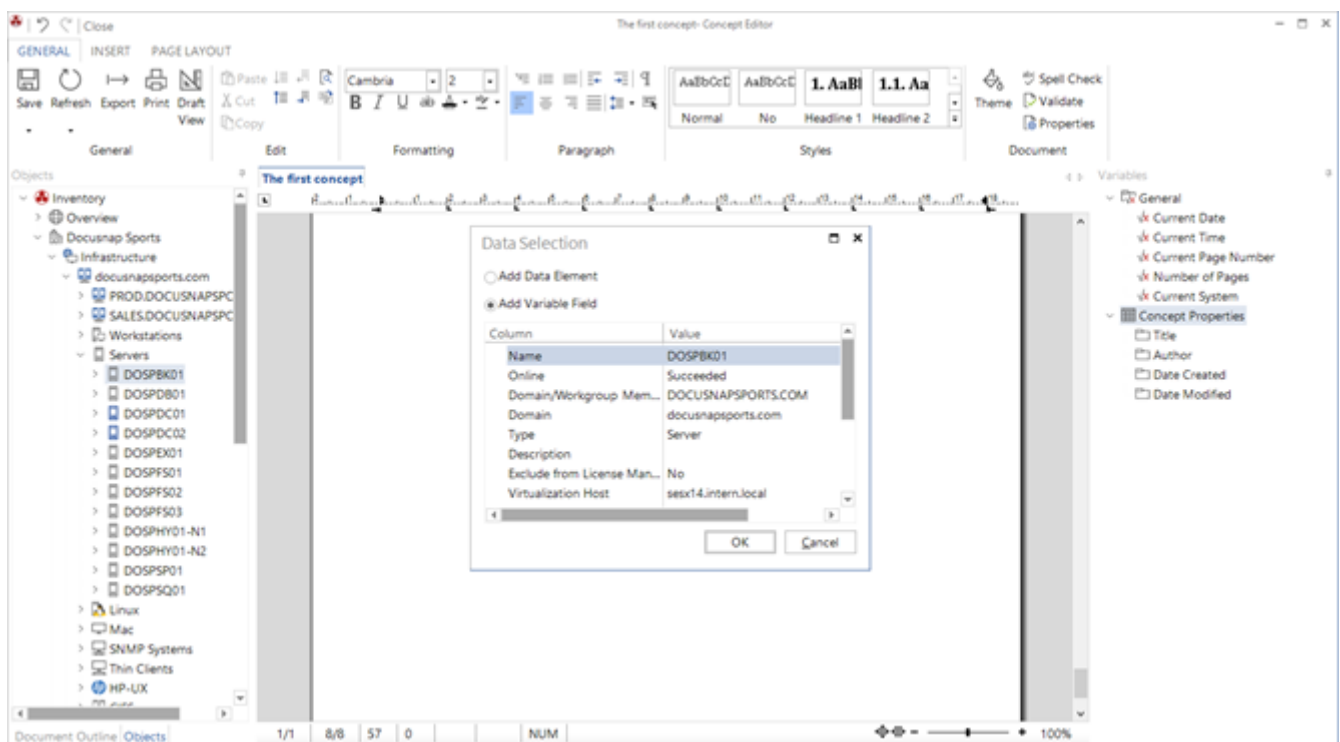 Close
The first concept- Concept Editor
GENERAL INSERT PAGE LAYOUT
Paste
Cut
Copy
Cambria 2
B I U ab
AaBbCcD AaBbCcD 1. AaBl 1.1. Aa
Normal No Headline 1 Headline 2
Save Refresh Export Print Draft View
Theme
Spell Check
Validate
Properties
General Edit Formatting Paragraph Styles Document
Objects
Inventory
Overview
Docusnap Sports
Infrastructure
docusnapsports.com
PROD.DOCUSNAPSPC
SALES.DOCUSNAPSPC
Workstations
Servers
DOSPBK01
DOSPDB01
DOSPDC01
DOSPDC02
DOSPEX01
DOSPFS01
DOSPFS02
DOSPFS03
DOSPHY01-N1
DOSPHY01-N2
DOSPSP01
DOSPSQ01
Linux
Mac
SNMP Systems
Thin Clients
HP-UX
Document Outline Objects
The first concept
Data Selection
Add Data Element
Add Variable Field
Column Value
Name DOSPBK01
Online Succeeded
Domain/Workgroup Mem... DOCUSNAPSPORTS.COM
Domain docusnapsports.com
Type Server
Description
Exclude from License Man... No
Virtualization Host sesx14.intern.local
OK Cancel
Variables
General
Current Date
Current Time
Current Page Number
Number of Pages
Current System
Concept Properties
Title
Author
Date Created
Date Modified
1/1 8/8 57 0 NUM 100%